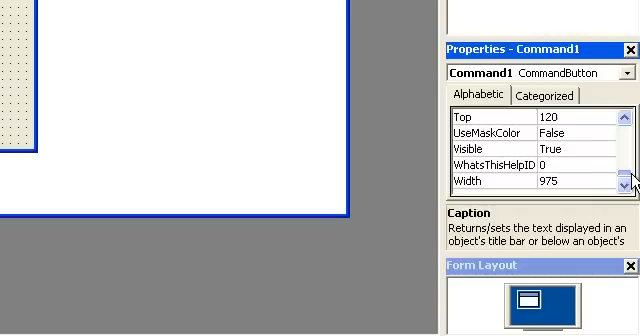 Properties - Command1
Command1 CommandButton
Alphabetic Categorized
Top 120
UseMaskColor False
Visible True
WhatsThisHelpID 0
Width 975
Caption
Returns/sets the text displayed in an
object's title bar or below an object's
Form Layout